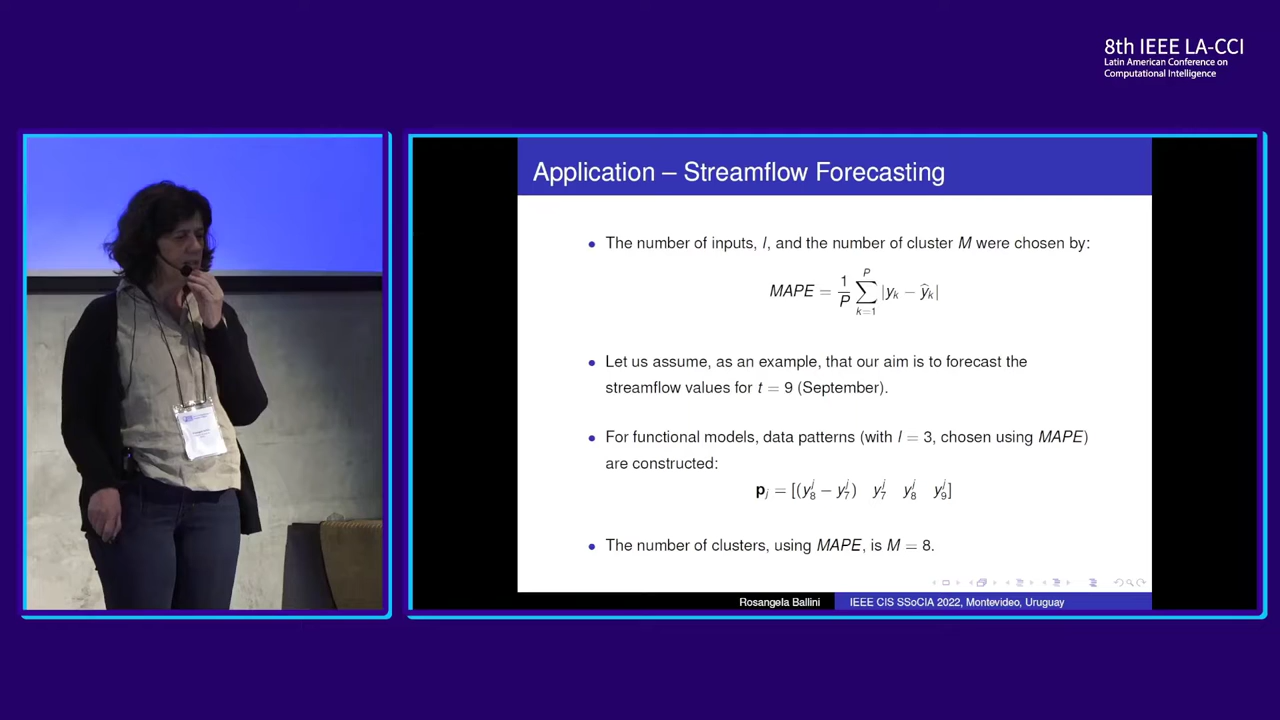 8th IEEE LA-CCI
Latin American Conference on
Computational Intelligence
Application – Streamflow Forecasting
• The number of inputs, l, and the number of cluster M were chosen by:
MAPE = 1/P ∑_{k=1}^{P} |y_k − ŷ_k|
• Let us assume, as an example, that our aim is to forecast the
streamflow values for t = 9 (September).
• For functional models, data patterns (with l = 3, chosen using MAPE)
are constructed:
p_j = [(y_8^j − y_7^j) y_7^j y_8^j y_9^j]
• The number of clusters, using MAPE, is M = 8.
Rosangela Ballini IEEE CIS SSoCIA 2022, Montevideo, Uruguay